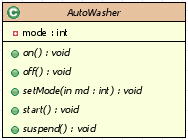 C AutoWasher
mode : int
on() : void
off() : void
setMode(in md : int) : void
start() : void
suspend() : void